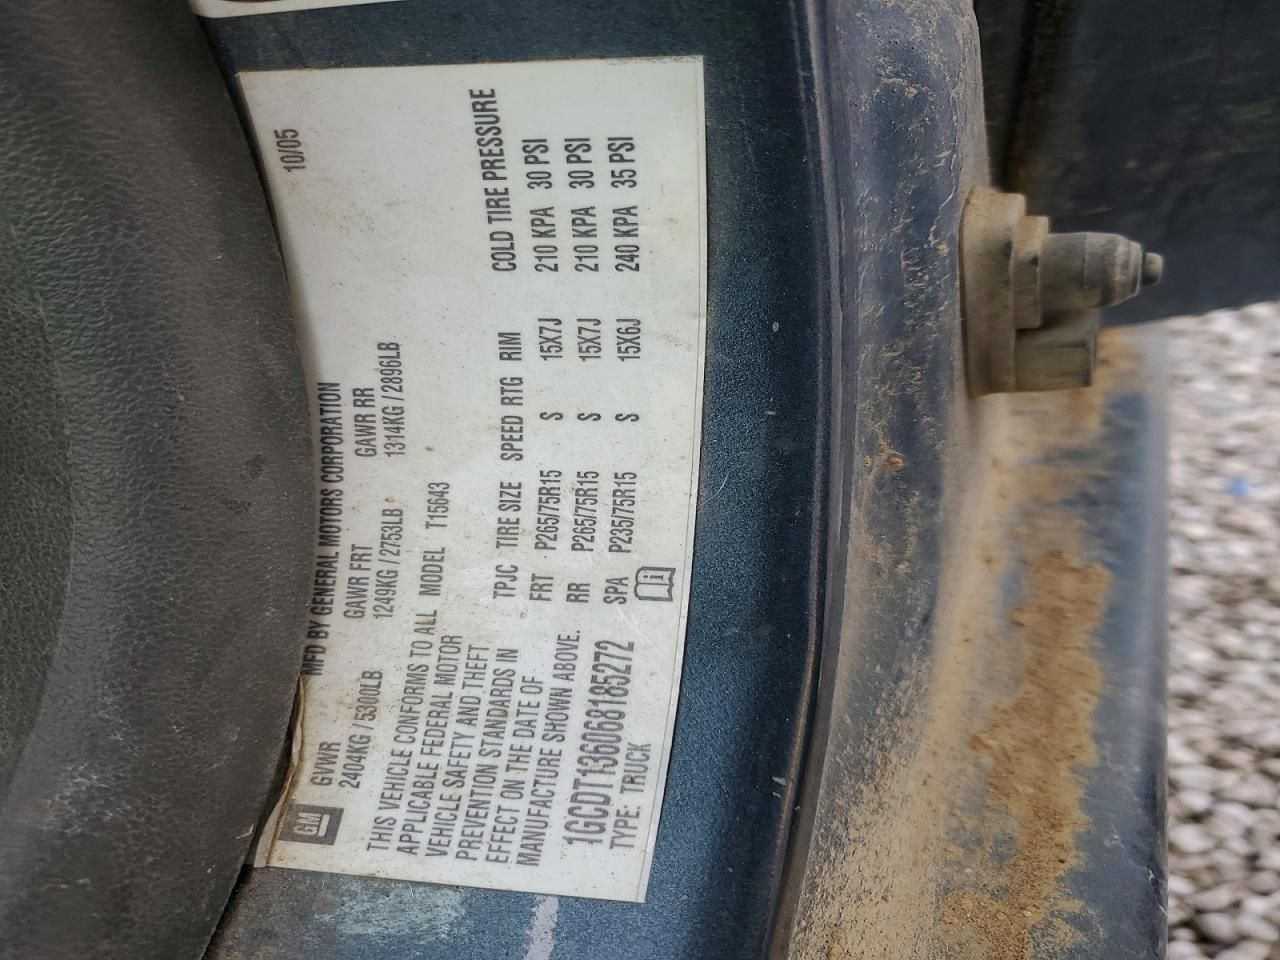 GM
MFD BY GENERAL MOTORS CORPORATION 10/05
GVWR GAWR FRT GAWR RR
2404KG / 5300LB 1249KG / 2753LB 1314KG / 2896LB
THIS VEHICLE CONFORMS TO ALL
APPLICABLE FEDERAL MOTOR
VEHICLE SAFETY AND THEFT
PREVENTION STANDARDS IN
EFFECT ON THE DATE OF
MANUFACTURE SHOWN ABOVE.
1GCDT136068185272
TYPE: TRUCK
MODEL T15643
TPJC TIRE SIZE SPEED RTG RIM COLD TIRE PRESSURE
FRT P265/75R15 S 15X7J 210 KPA 30 PSI
RR P265/75R15 S 15X7J 210 KPA 30 PSI
SPA P235/75R15 S 15X6J 240 KPA 35 PSI